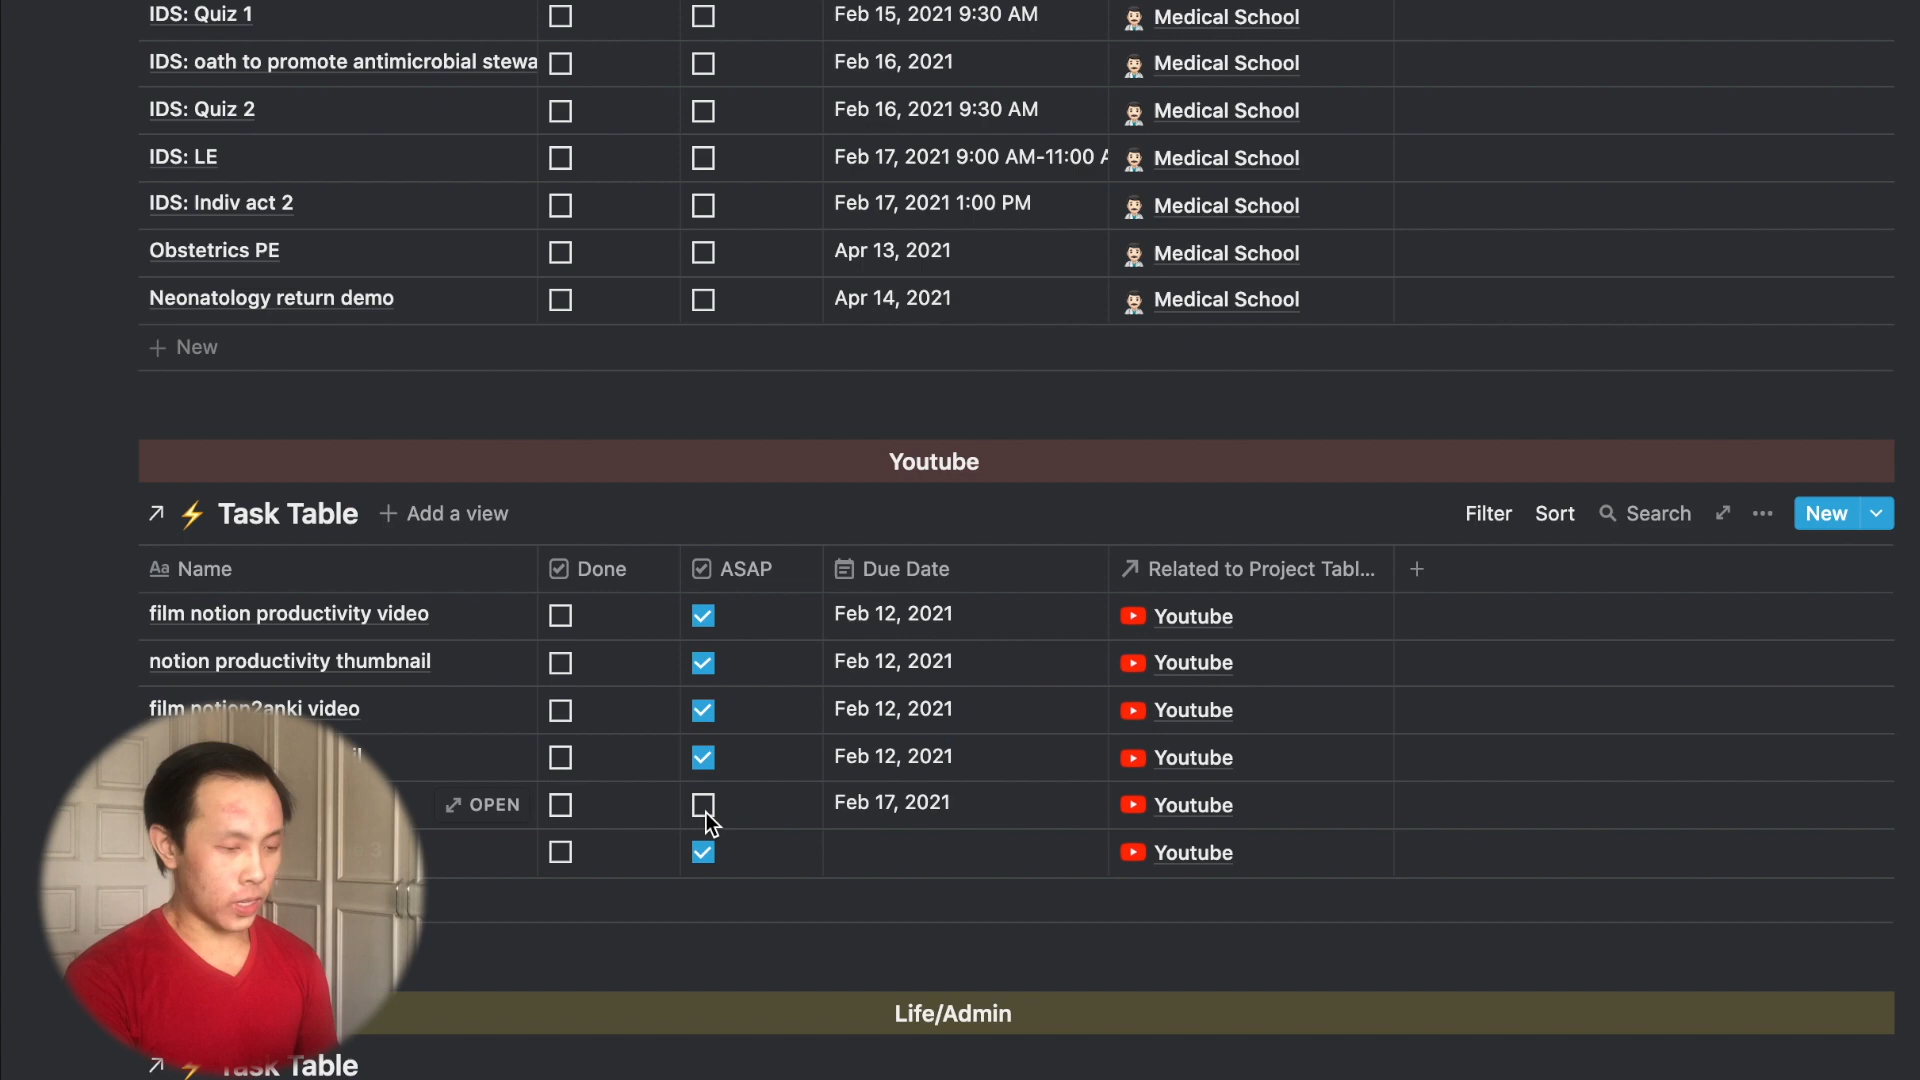 IDS: Quiz 1 Feb 15, 2021 9:30 AM Medical School
IDS: oath to promote antimicrobial stewa Feb 16, 2021 Medical School
IDS: Quiz 2 Feb 16, 2021 9:30 AM Medical School
IDS: LE Feb 17, 2021 9:00 AM-11:00 A Medical School
IDS: Indiv act 2 Feb 17, 2021 1:00 PM Medical School
Obstetrics PE Apr 13, 2021 Medical School
Neonatology return demo Apr 14, 2021 Medical School
+ New
Youtube
Task Table + Add a view Filter Sort Search ••• New
Aa Name Done ASAP Due Date Related to Project Tabl... +
film notion productivity video Feb 12, 2021 Youtube
notion productivity thumbnail Feb 12, 2021 Youtube
film notion2anki video Feb 12, 2021 Youtube
Feb 12, 2021 Youtube
OPEN Feb 17, 2021 Youtube
Youtube
Life/Admin
Task Table